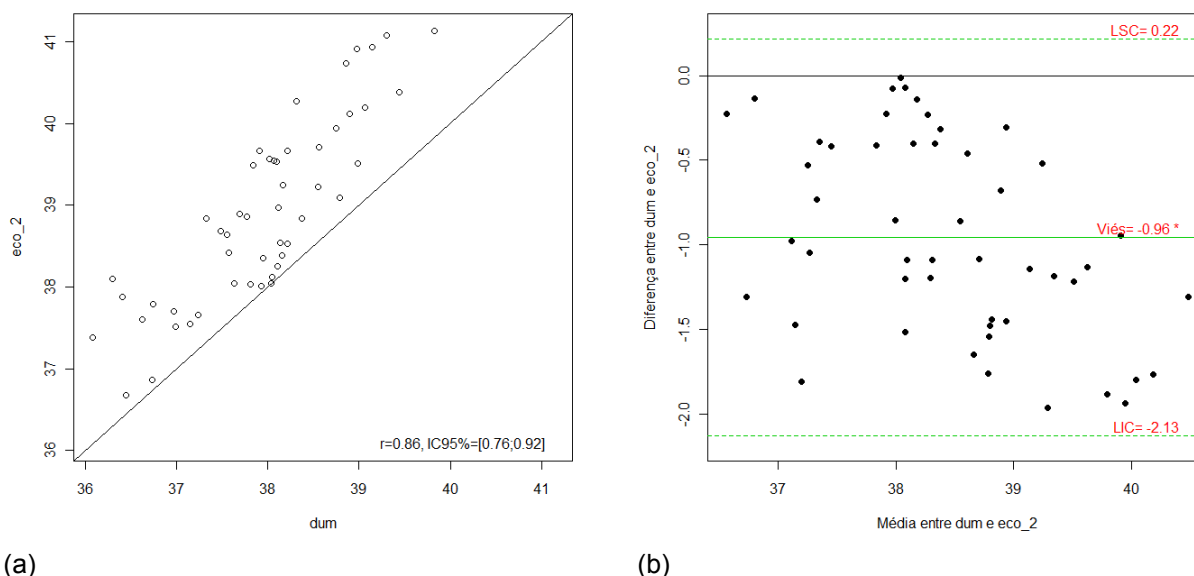 41
40
39
38
37
36
eco_2
r=0.86, IC95%=[0.76;0.92]
36 37 38 39 40 41
dum
(a)
LSC= 0.22
0.0
-0.5
Viés= -0.96 *
-1.0
-1.5
-2.0
LIC= -2.13
Diferença entre dum e eco_2
37 38 39 40
Média entre dum e eco_2
(b)